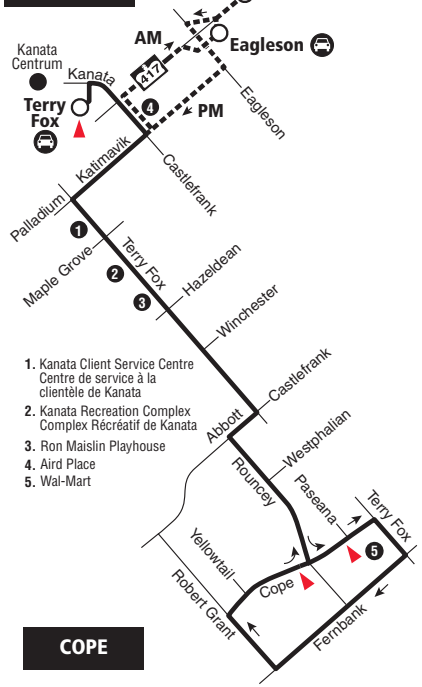 AM
Eagleson
Kanata
Centrum
Kanata
417
Terry
Fox
4
PM
Eagleson
Katimavik
Castlefrank
Palladium
1
Maple Grove
Terry Fox
2
Hazeldean
3
Winchester
1. Kanata Client Service Centre
Centre de service à la
clientèle de Kanata
2. Kanata Recreation Complex
Complex Récréatif de Kanata
3. Ron Maislin Playhouse
4. Aird Place
5. Wal-Mart
Castlefrank
Abbott
Westphalian
Rouncey
Paseana
Terry Fox
5
Yellowtail
Cope
Robert Grant
Fernbank
COPE